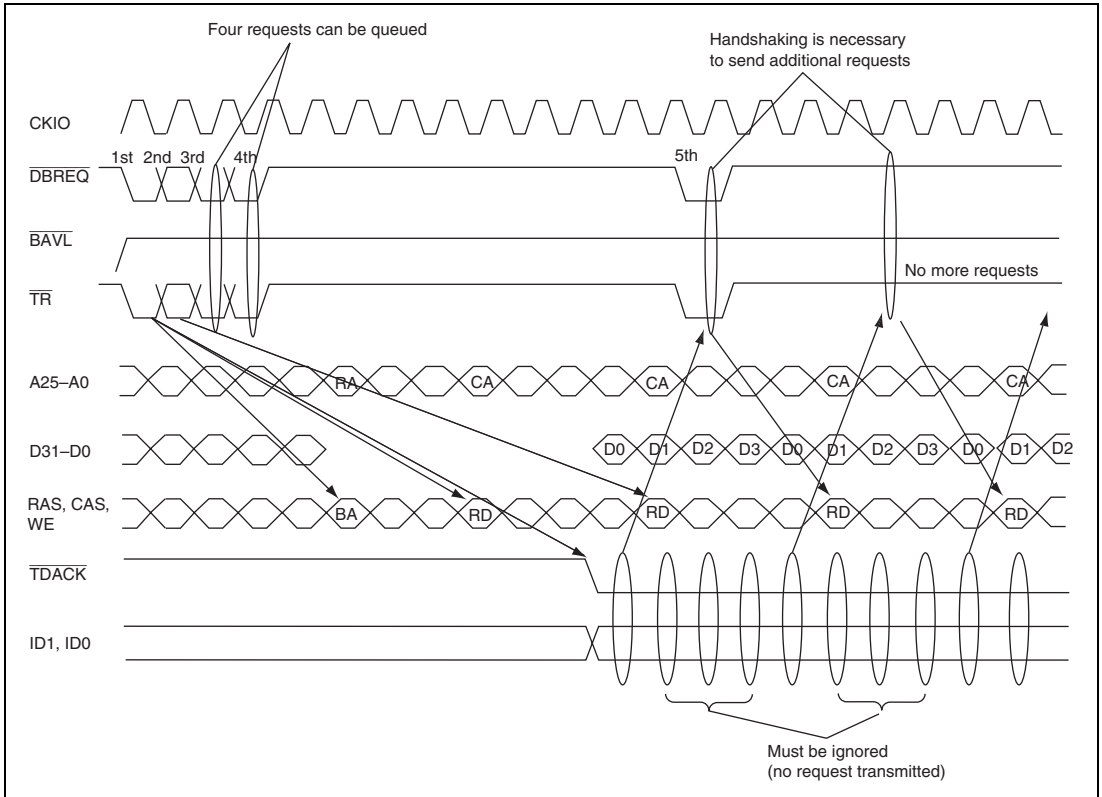 Four requests can be queued
Handshaking is necessary
to send additional requests
CKIO
1st 2nd 3rd 4th 5th
DBREQ
BAVL
TR
No more requests
A25–A0 RA CA CA CA CA
D31–D0 D0 D1 D2 D3 D0 D1 D2 D3 D0 D1 D2
RAS, CAS,
WE BA RD RD RD RD
TDACK
ID1, ID0
Must be ignored
(no request transmitted)